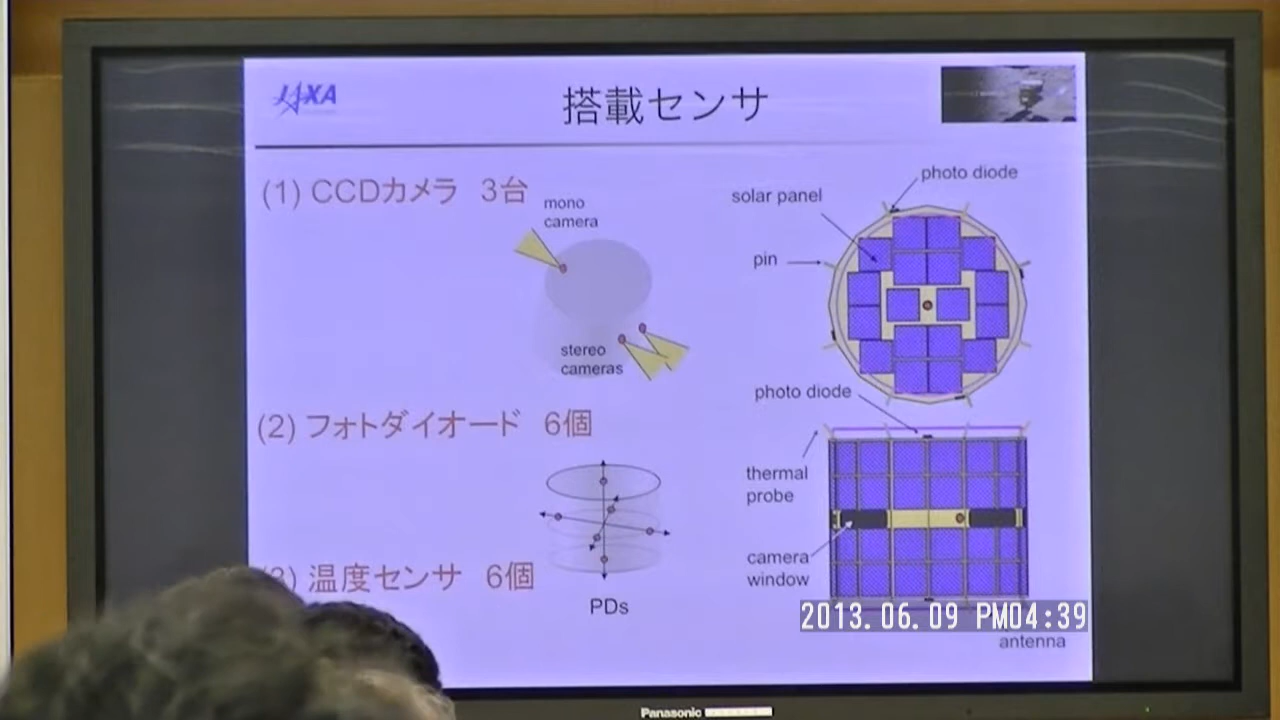 JAXA
搭載センサ
(1) CCDカメラ 3台
mono
camera
stereo
cameras
photo diode
solar panel
pin
(2) フォトダイオード 6個
photo diode
thermal
probe
camera
window
(3) 温度センサ 6個
PDs
2013.06.09 PM04:39
antenna
Panasonic